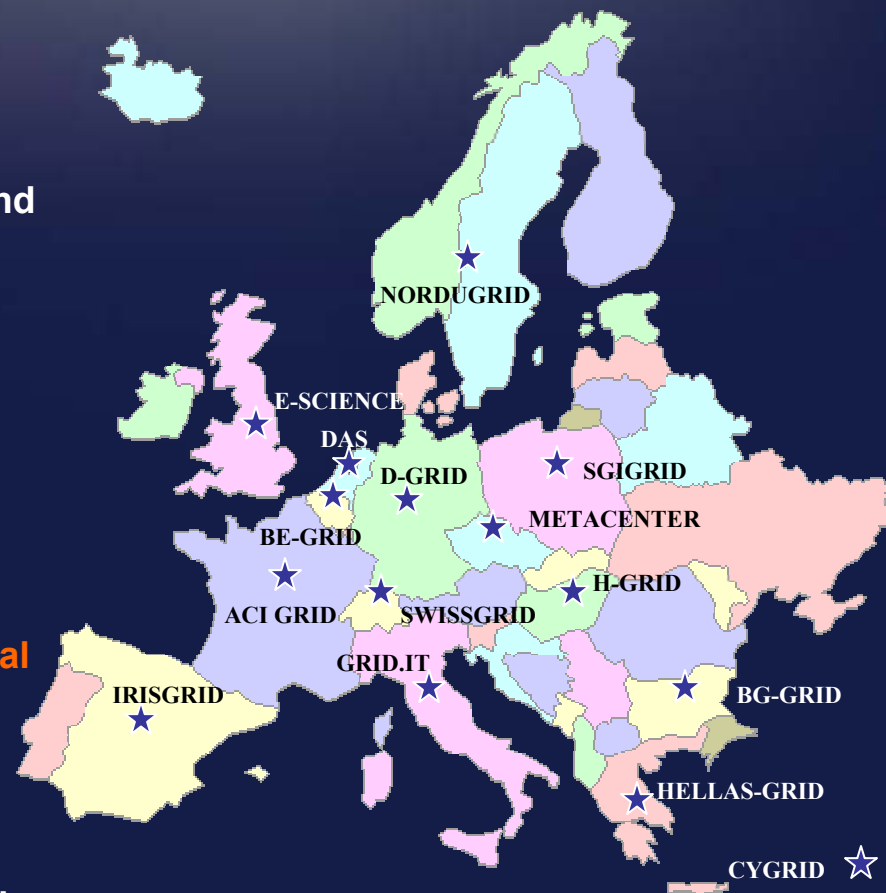 nd
NORDUGRID
E-SCIENCE
DAS
D-GRID
SGIGRID
BE-GRID
METACENTER
H-GRID
ACI GRID
SWISSGRID
al
GRID.IT
IRISGRID
BG-GRID
HELLAS-GRID
CYGRID